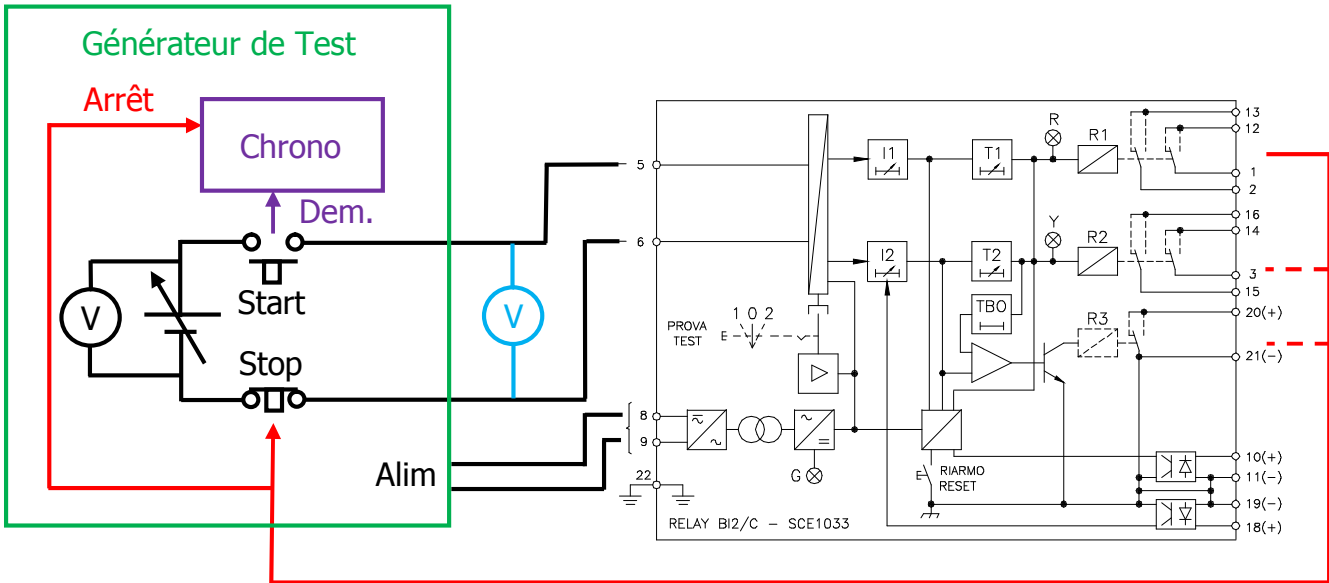 Générateur de Test
Arrêt
Chrono
Dem.
V
Start
Stop
V
Alim
5
6
8
9
22
PROVA
TEST
1 0 2
I1
T1
R
R1
I2
T2
Y
R2
TBO
R3
G
RIARMO
RESET
RELAY BI2/C - SCE1033
13
12
1
2
16
14
3
15
20(+)
21(-)
10(+)
11(-)
19(-)
18(+)